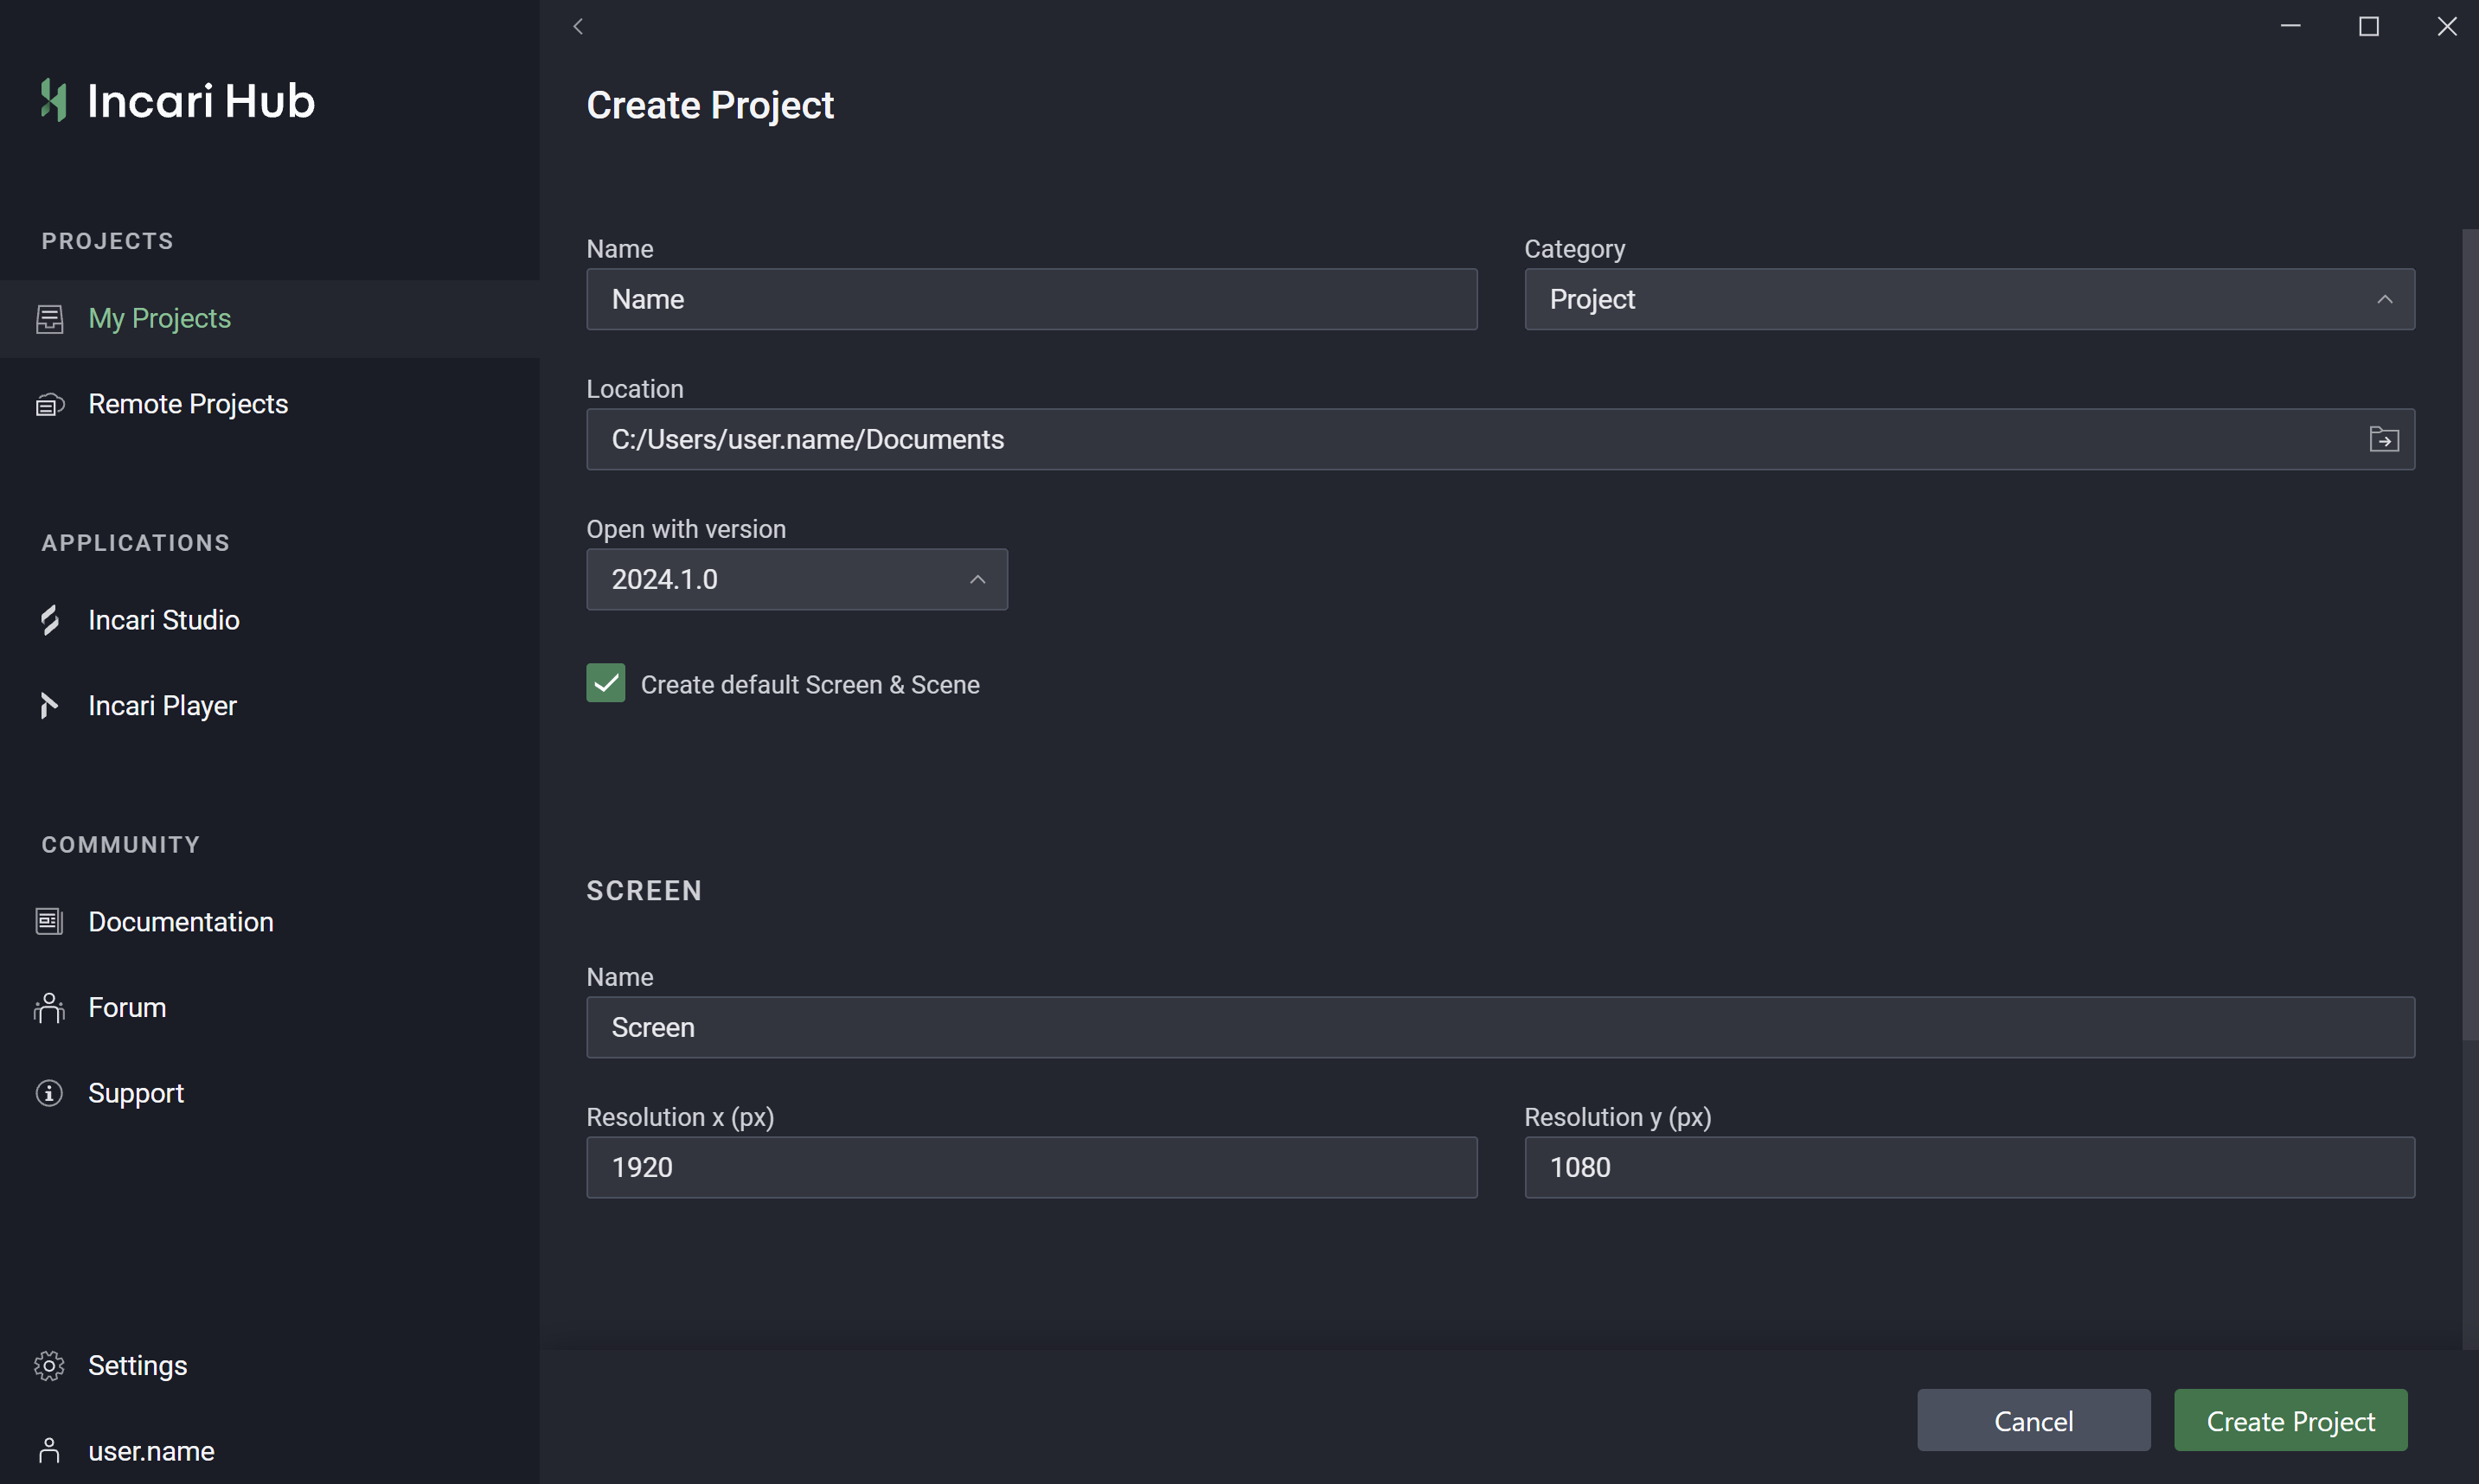 Incari Hub
PROJECTS
My Projects
Remote Projects
APPLICATIONS
Incari Studio
Incari Player
COMMUNITY
Documentation
Forum
Support
Settings
user.name
Create Project
Name
Name
Category
Project
Location
C:/Users/user.name/Documents
Open with version
2024.1.0
Create default Screen & Scene
SCREEN
Name
Screen
Resolution x (px)
1920
Resolution y (px)
1080
Cancel
Create Project